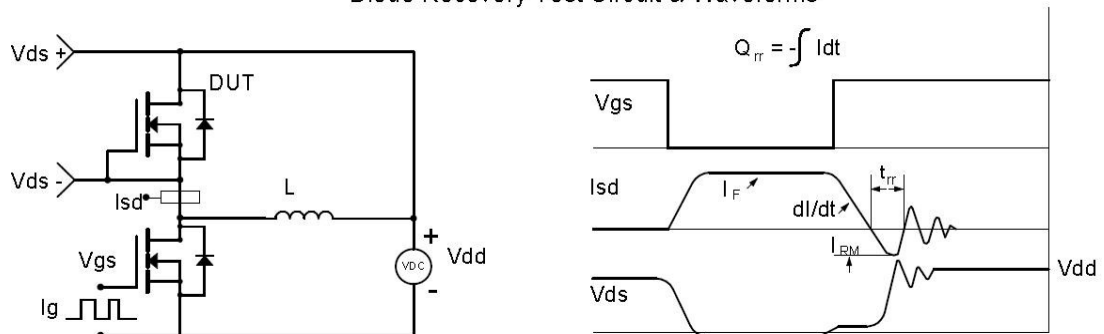 Diode Recovery Test Circuit & Waveforms
Vds +
DUT
Vds -
Isd
L
Vgs
Ig
VDC
+
-
Vdd
Q rr = -∫ Idt
Vgs
Isd
I F
dI/dt
t rr
I RM
Vds
Vdd